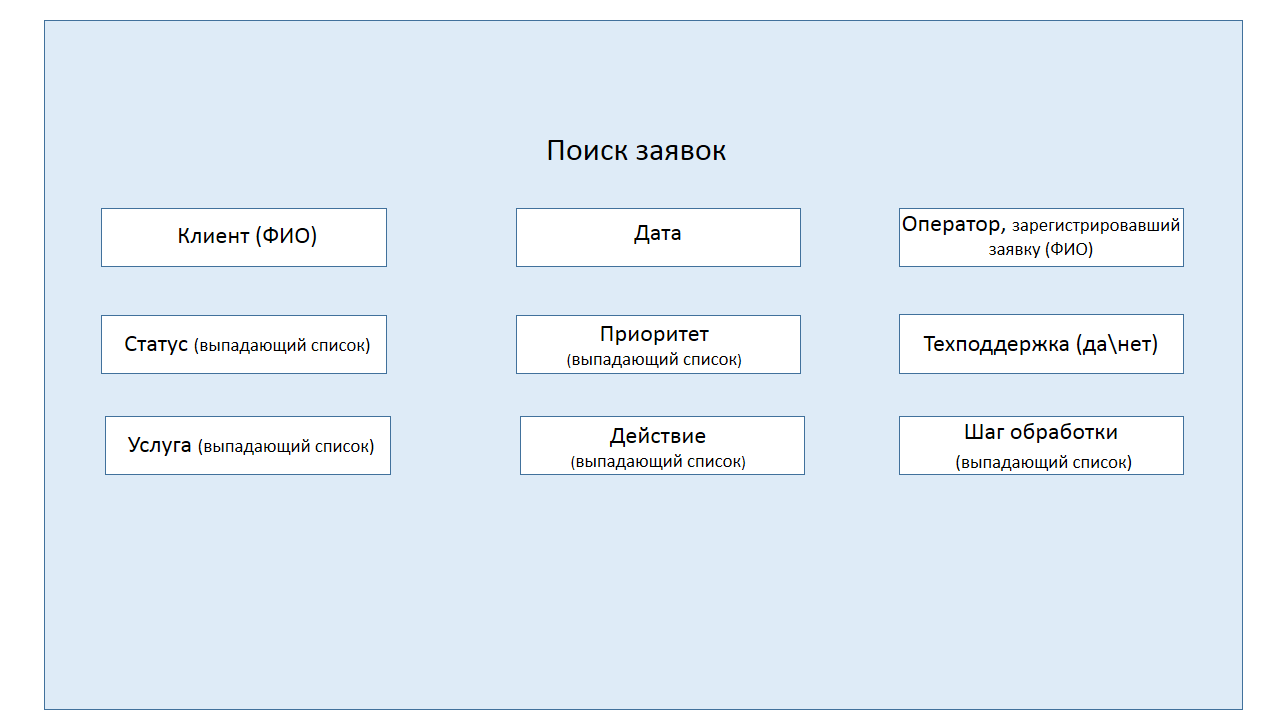 Поиск заявок
Клиент (ФИО)
Дата
Оператор, зарегистрировавший
заявку (ФИО)
Статус (выпадающий список)
Приоритет
(выпадающий список)
Техподдержка (да\нет)
Услуга (выпадающий список)
Действие
(выпадающий список)
Шаг обработки
(выпадающий список)